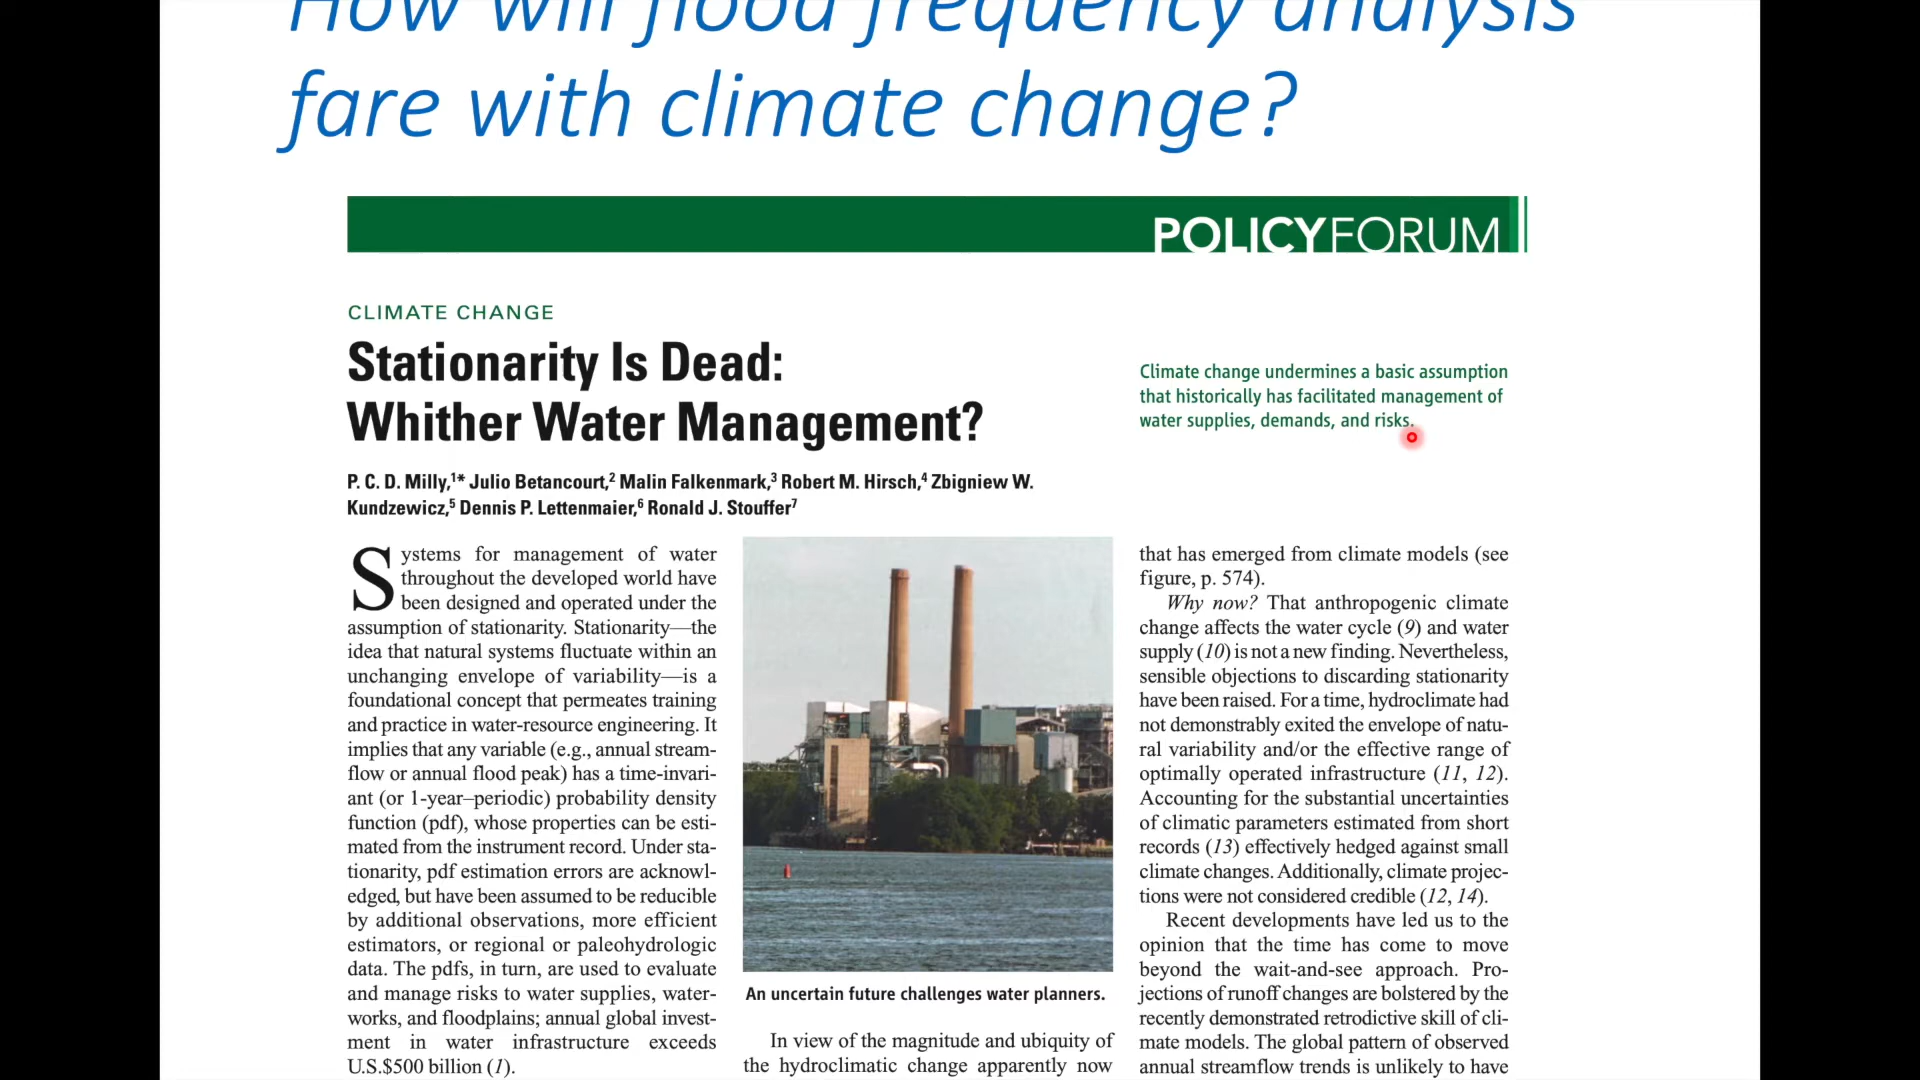 How will flood frequency analysis
fare with climate change?
POLICYFORUM
CLIMATE CHANGE
Stationarity Is Dead:
Whither Water Management?
Climate change undermines a basic assumption
that historically has facilitated management of
water supplies, demands, and risks.
P. C. D. Milly,1* Julio Betancourt,2 Malin Falkenmark,3 Robert M. Hirsch,4 Zbigniew W.
Kundzewicz,5 Dennis P. Lettenmaier,6 Ronald J. Stouffer7
Systems for management of water
throughout the developed world have
been designed and operated under the
assumption of stationarity. Stationarity—the
idea that natural systems fluctuate within an
unchanging envelope of variability—is a
foundational concept that permeates training
and practice in water-resource engineering. It
implies that any variable (e.g., annual stream-
flow or annual flood peak) has a time-invari-
ant (or 1-year–periodic) probability density
function (pdf), whose properties can be esti-
mated from the instrument record. Under sta-
tionarity, pdf estimation errors are acknowl-
edged, but have been assumed to be reducible
by additional observations, more efficient
estimators, or regional or paleohydrologic
data. The pdfs, in turn, are used to evaluate
and manage risks to water supplies, water-
works, and floodplains; annual global invest-
ment in water infrastructure exceeds
U.S.$500 billion (1).
An uncertain future challenges water planners.
In view of the magnitude and ubiquity of
the hydroclimatic change apparently now
that has emerged from climate models (see
figure, p. 574).
Why now? That anthropogenic climate
change affects the water cycle (9) and water
supply (10) is not a new finding. Nevertheless,
sensible objections to discarding stationarity
have been raised. For a time, hydroclimate had
not demonstrably exited the envelope of natu-
ral variability and/or the effective range of
optimally operated infrastructure (11, 12).
Accounting for the substantial uncertainties
of climatic parameters estimated from short
records (13) effectively hedged against small
climate changes. Additionally, climate projec-
tions were not considered credible (12, 14).
Recent developments have led us to the
opinion that the time has come to move
beyond the wait-and-see approach. Pro-
jections of runoff changes are bolstered by the
recently demonstrated retrodictive skill of cli-
mate models. The global pattern of observed
annual streamflow trends is unlikely to have